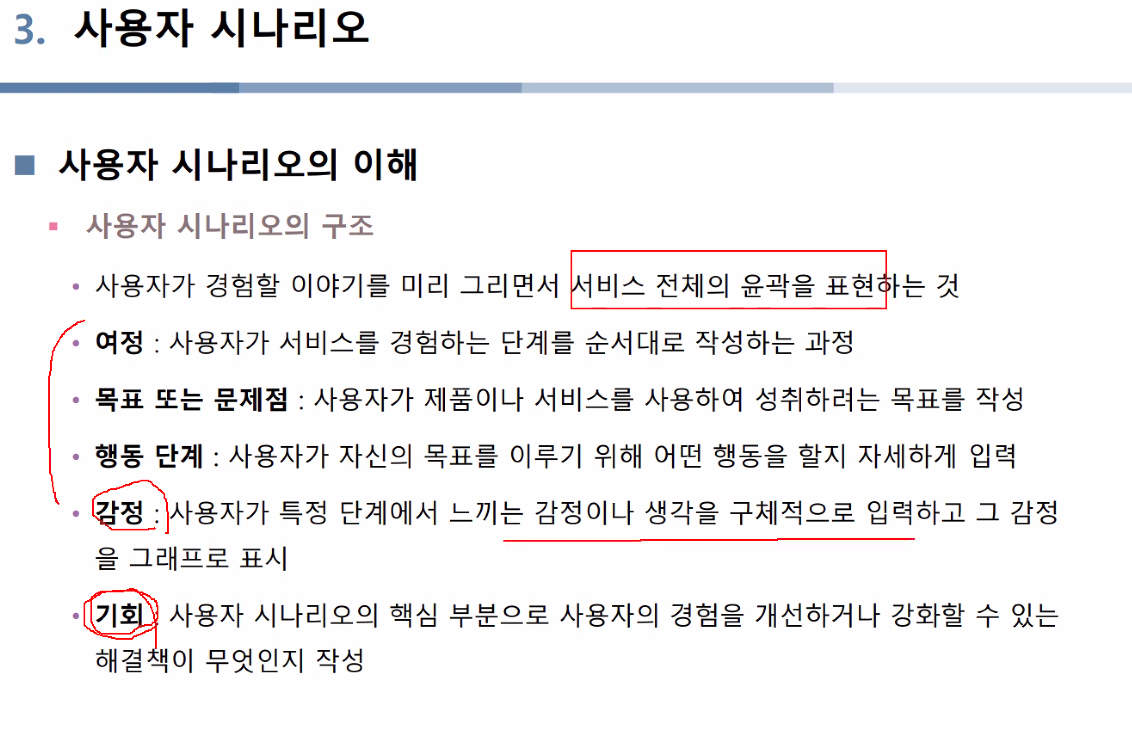 3. 사용자 시나리오
■ 사용자 시나리오의 이해
▪ 사용자 시나리오의 구조
• 사용자가 경험할 이야기를 미리 그리면서 서비스 전체의 윤곽을 표현하는 것
• 여정 : 사용자가 서비스를 경험하는 단계를 순서대로 작성하는 과정
• 목표 또는 문제점 : 사용자가 제품이나 서비스를 사용하여 성취하려는 목표를 작성
• 행동 단계 : 사용자가 자신의 목표를 이루기 위해 어떤 행동을 할지 자세하게 입력
• 감정 : 사용자가 특정 단계에서 느끼는 감정이나 생각을 구체적으로 입력하고 그 감정
을 그래프로 표시
• 기회 : 사용자 시나리오의 핵심 부분으로 사용자의 경험을 개선하거나 강화할 수 있는
해결책이 무엇인지 작성